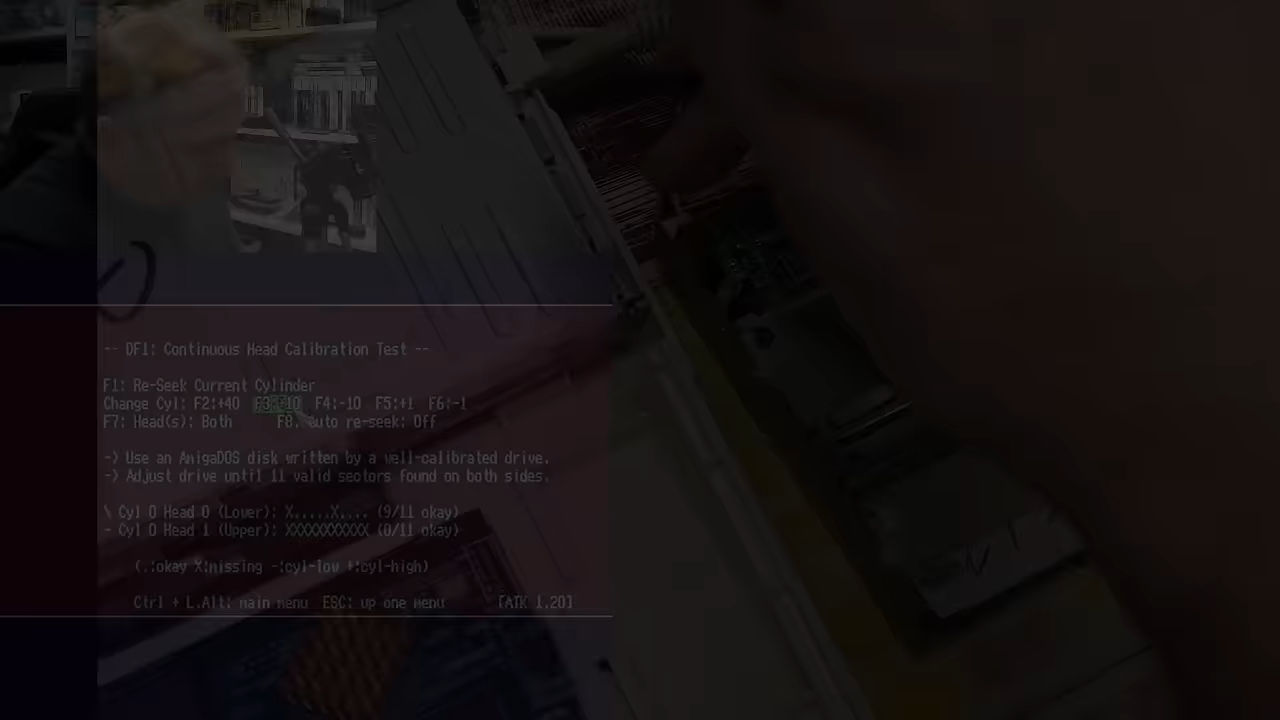 -- DF1: Continuous Head Calibration Test --
F1: Re-Seek Current Cylinder
Change Cyl: F2:+40 F3:+10 F4:-10 F5:+1 F6:-1
F7: Head(s): Both F8: Auto re-seek: Off
-> Use an AmigaDOS disk written by a well-calibrated drive.
-> Adjust drive until 11 valid sectors found on both sides.
\ Cyl 0 Head 0 (Lower): X.....X.... (9/11 okay)
- Cyl 0 Head 1 (Upper): XXXXXXXXXXX (0/11 okay)
(.:okay X:missing -:cyl-low +:cyl-high)
Ctrl + L.Alt: main menu ESC: up one menu [ATK 1.20]